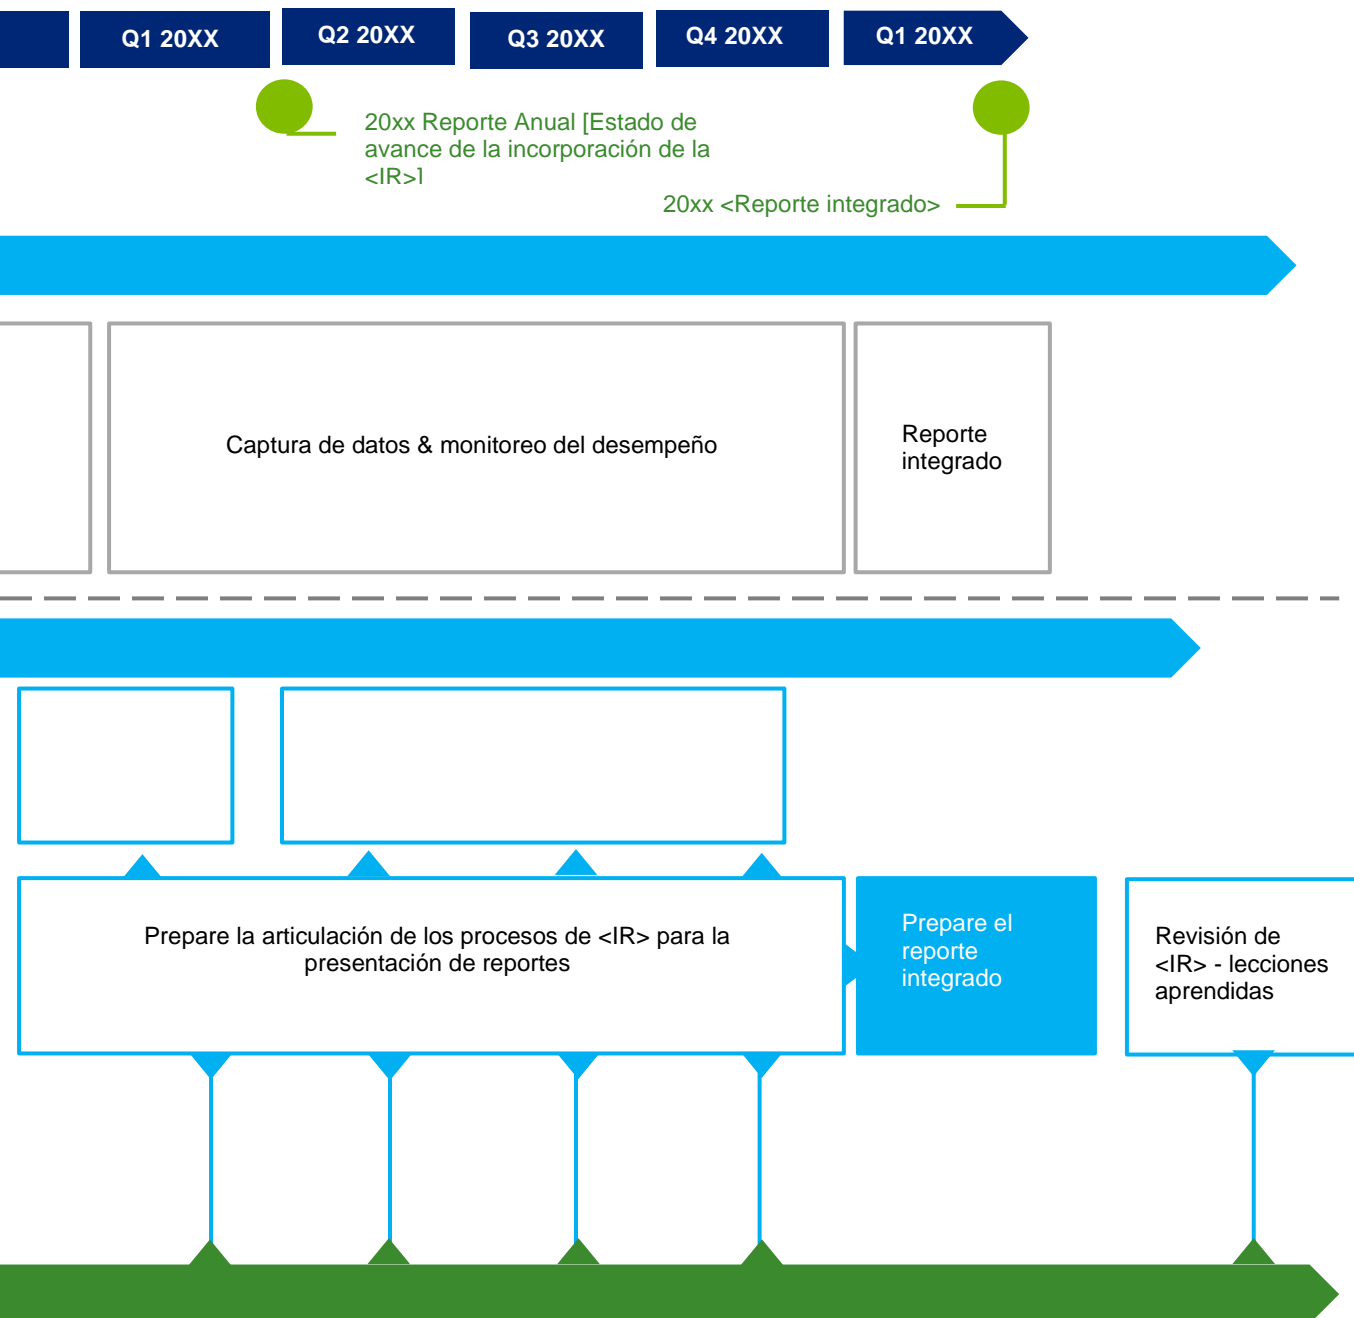 Q1 20XX
Q2 20XX
Q3 20XX
Q4 20XX
Q1 20XX
20xx Reporte Anual [Estado de
avance de la incorporación de la
<IR>]
20xx <Reporte integrado>
Captura de datos & monitoreo del desempeño
Reporte
integrado
Prepare la articulación de los procesos de <IR> para la
presentación de reportes
Prepare el
reporte
integrado
Revisión de
<IR> - lecciones
aprendidas